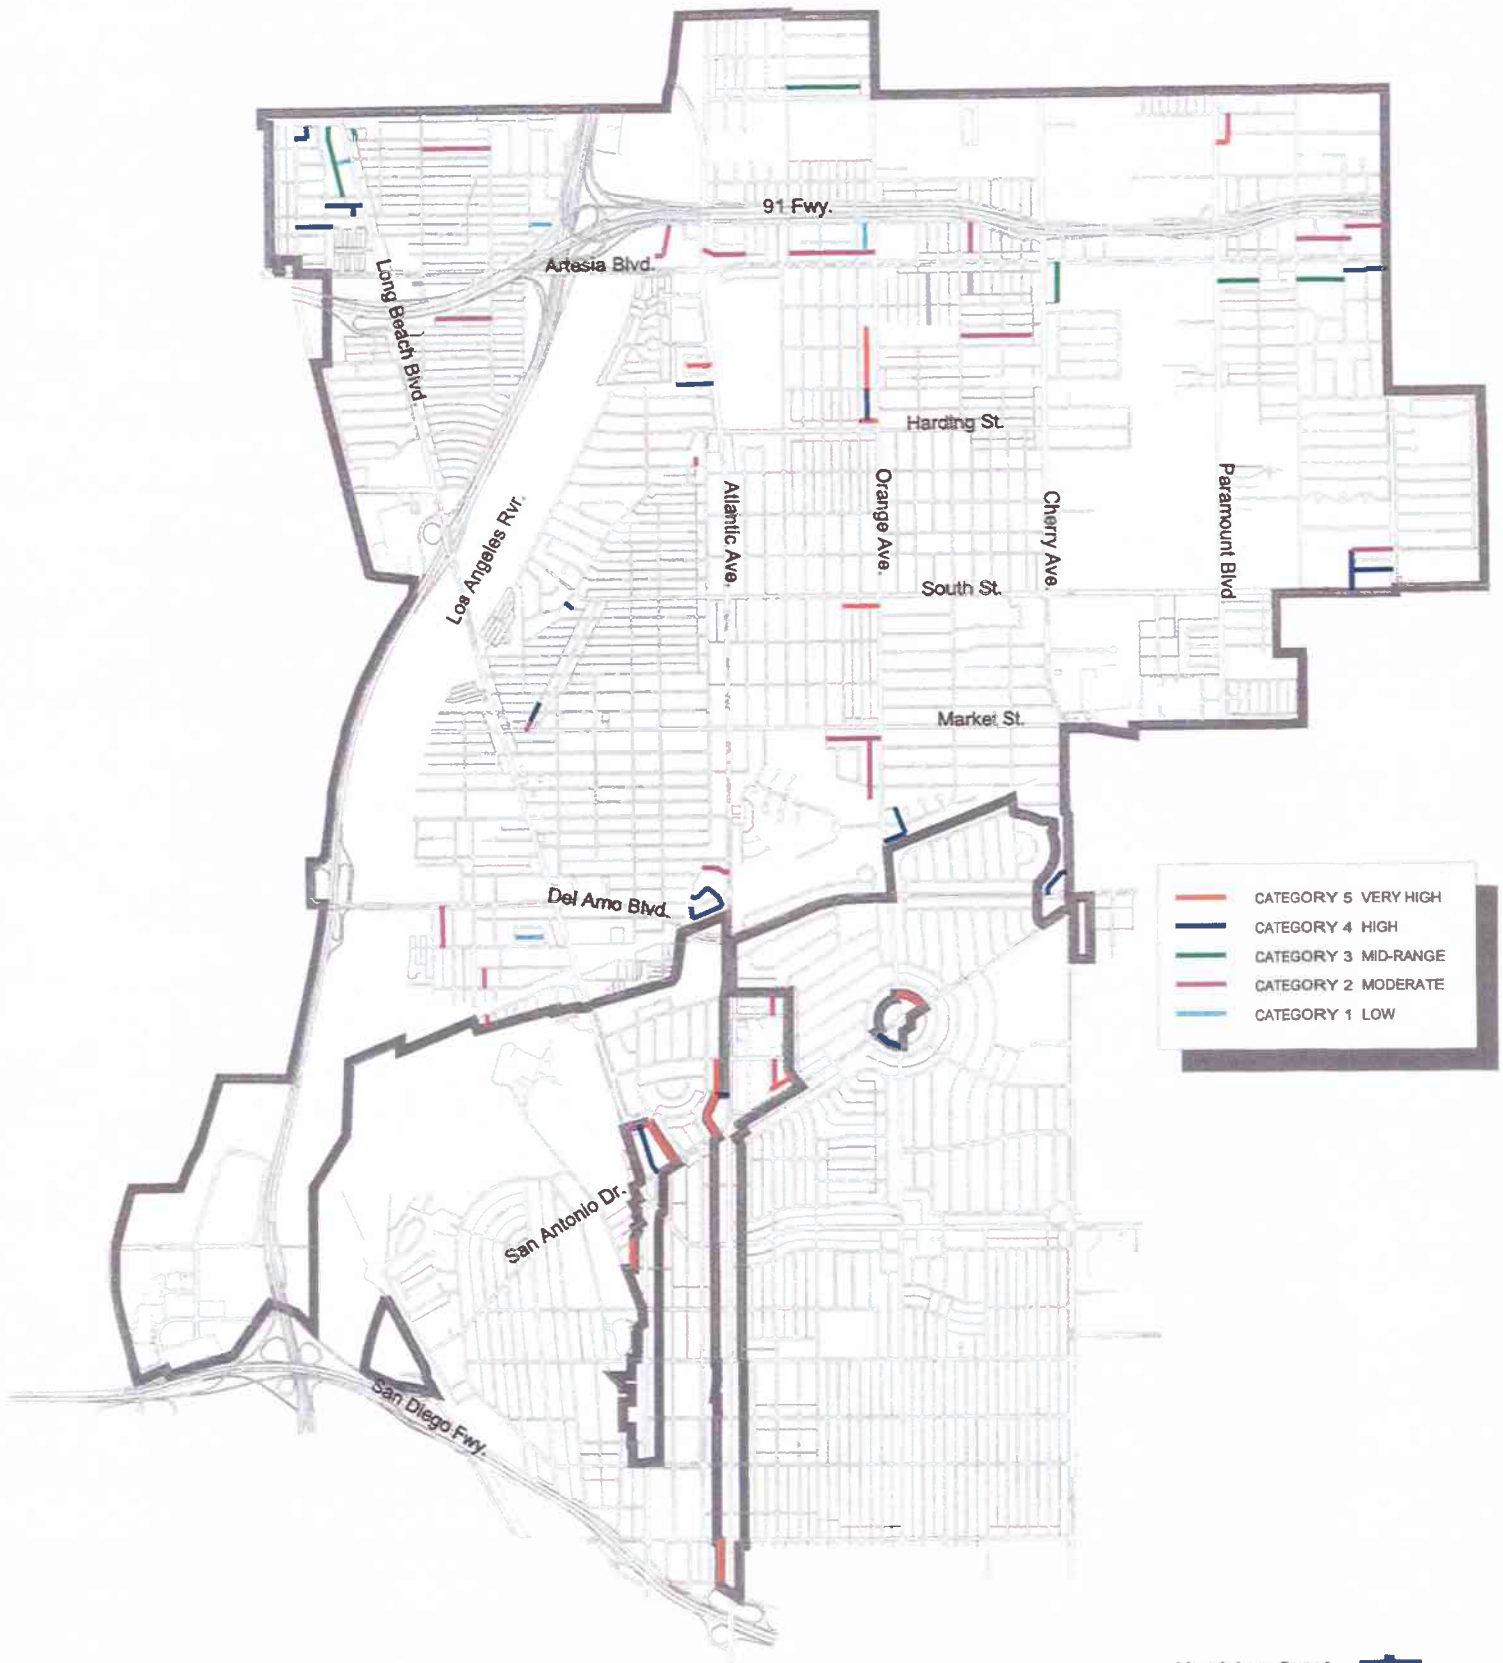 91 Fwy.
Artesia Blvd.
Long Beach Blvd.
Harding St.
Los Angeles Rvr.
Atlantic Ave.
Orange Ave.
Cherry Ave.
Paramount Blvd
South St.
Market St.
Del Amo Blvd.
CATEGORY 5 VERY HIGH
CATEGORY 4 HIGH
CATEGORY 3 MID-RANGE
CATEGORY 2 MODERATE
CATEGORY 1 LOW
San Antonio Dr.
San Diego Fwy.